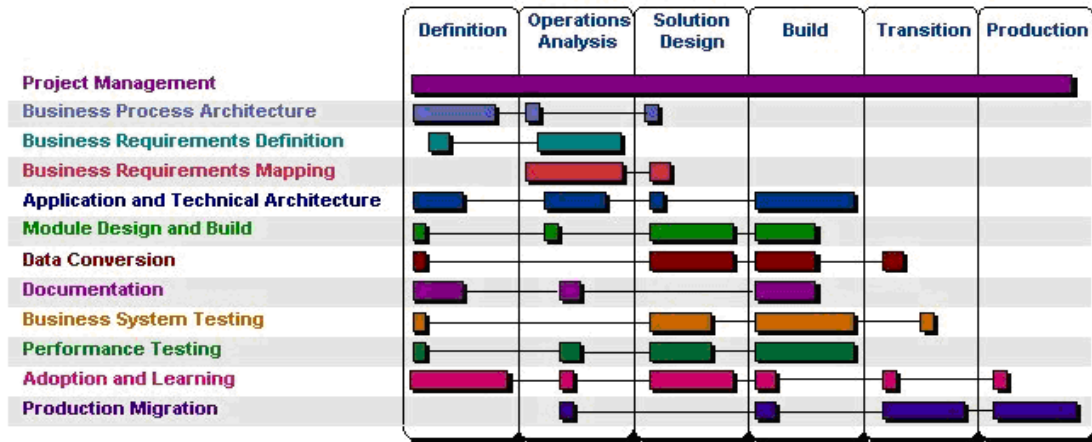 Definition
Operations
Analysis
Solution
Design
Build
Transition
Production
Project Management
Business Process Architecture
Business Requirements Definition
Business Requirements Mapping
Application and Technical Architecture
Module Design and Build
Data Conversion
Documentation
Business System Testing
Performance Testing
Adoption and Learning
Production Migration